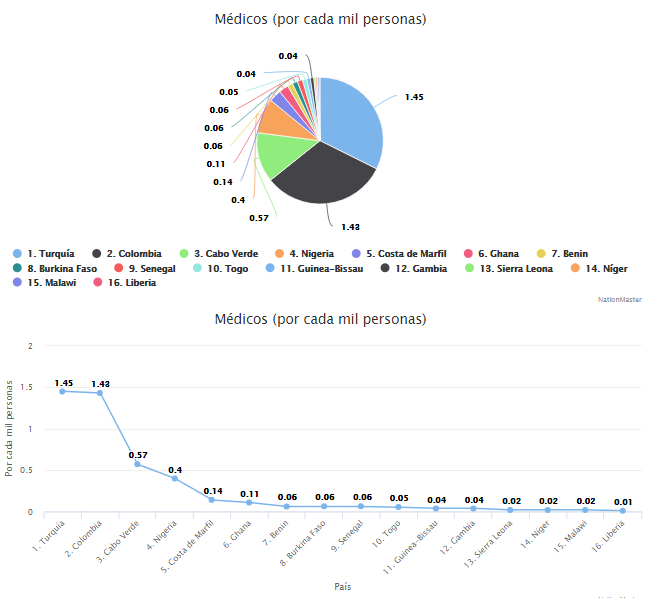 Médicos (por cada mil personas)
0.04
0.04
1.45
0.05
0.06
0.06
0.06
0.11
0.14
0.4
0.57
1.43
1. Turquía 2. Colombia 3. Cabo Verde 4. Nigeria 5. Costa de Marfil 6. Ghana 7. Benin
8. Burkina Faso 9. Senegal 10. Togo 11. Guinea-Bissau 12. Gambia 13. Sierra Leona 14. Níger
15. Malawi 16. Liberia
NationMaster
Médicos (por cada mil personas)
Por cada mil personas
2
1.5
1
0.5
0
1.45 1.43 0.57 0.4 0.14 0.11 0.06 0.06 0.06 0.05 0.04 0.04 0.02 0.02 0.02 0.01
1. Turquía
2. Colombia
3. Cabo Verde
4. Nigeria
5. Costa de Marfil
6. Ghana
7. Benin
8. Burkina Faso
9. Senegal
10. Togo
11. Guinea-Bissau
12. Gambia
13. Sierra Leona
14. Níger
15. Malawi
16. Liberia
País